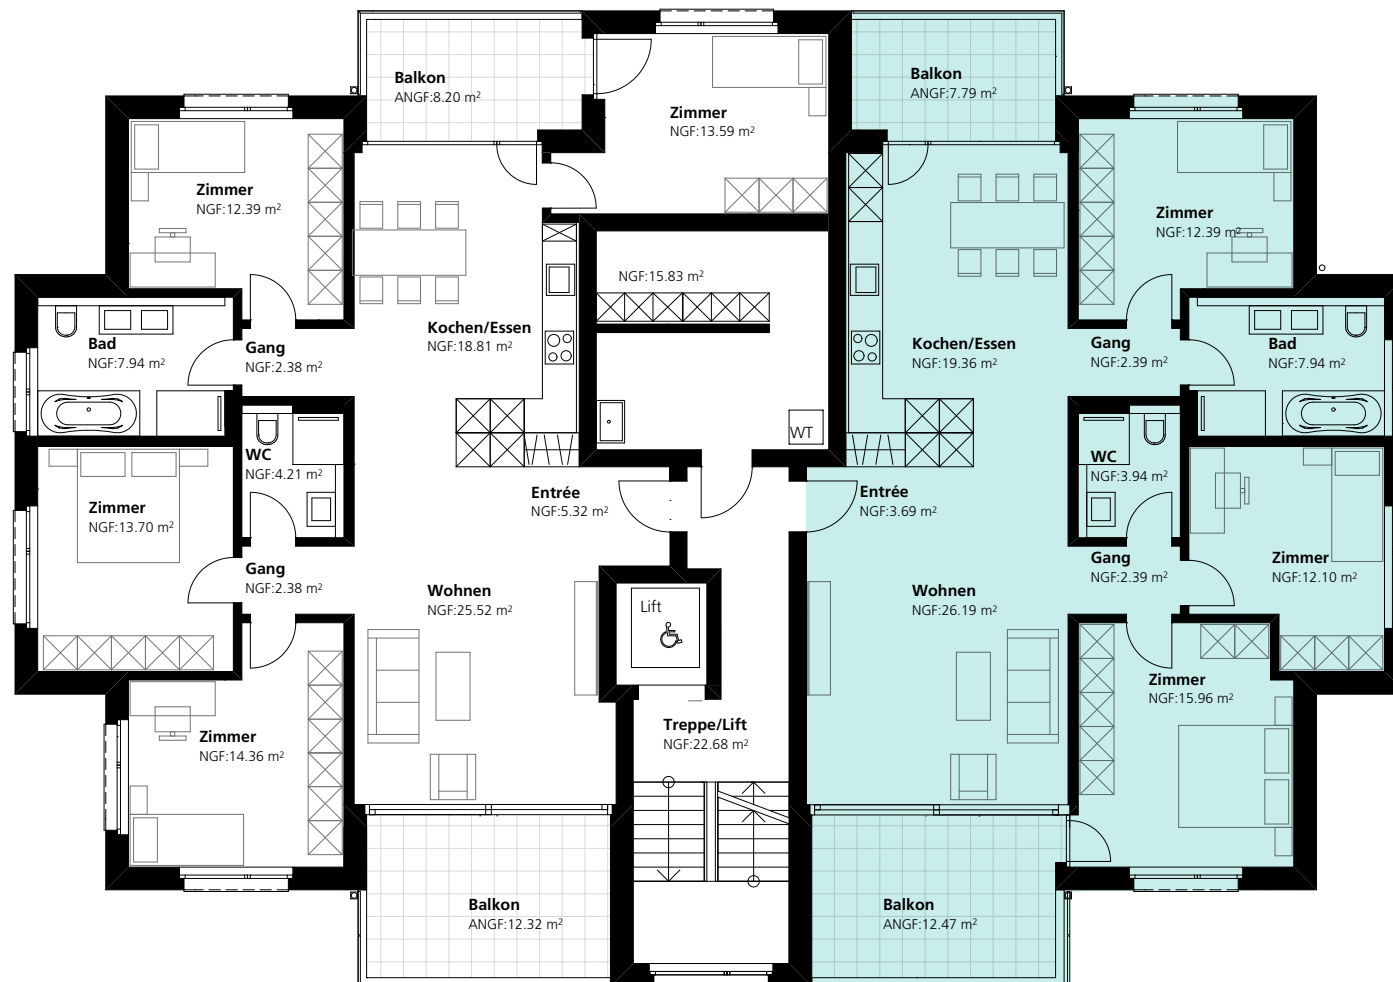 Balkon
ANGF:8.20 m²
Zimmer
NGF:13.59 m²
Balkon
ANGF:7.79 m²
Zimmer
NGF:12.39 m²
Zimmer
NGF:12.39 m²
NGF:15.83 m²
Kochen/Essen
NGF:18.81 m²
Kochen/Essen
NGF:19.36 m²
Bad
NGF:7.94 m²
Gang
NGF:2.38 m²
Gang
NGF:2.39 m²
Bad
NGF:7.94 m²
WT
WC
NGF:4.21 m²
WC
NGF:3.94 m²
Zimmer
NGF:13.70 m²
Entrée
NGF:5.32 m²
Entrée
NGF:3.69 m²
Gang
NGF:2.38 m²
Gang
NGF:2.39 m²
Zimmer
NGF:12.10 m²
Wohnen
NGF:25.52 m²
Lift
Wohnen
NGF:26.19 m²
Zimmer
NGF:15.96 m²
Zimmer
NGF:14.36 m²
Treppe/Lift
NGF:22.68 m²
Balkon
ANGF:12.32 m²
Balkon
ANGF:12.47 m²